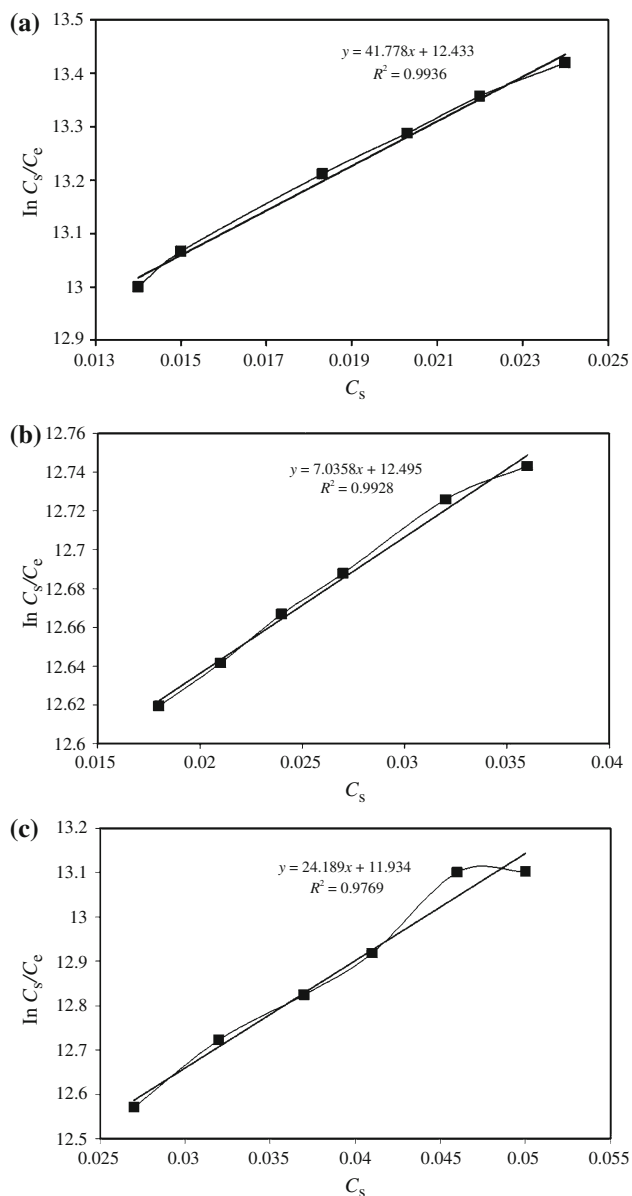 (a)
13.5
13.4
13.3
13.2
13.1
13
12.9
ln Cs/Ce
y = 41.778x + 12.433
R² = 0.9936
0.013 0.015 0.017 0.019 0.021 0.023 0.025
Cs
(b)
12.76
12.74
12.72
12.7
12.68
12.66
12.64
12.62
12.6
ln Cs/Ce
y = 7.0358x + 12.495
R² = 0.9928
0.015 0.02 0.025 0.03 0.035 0.04
Cs
(c)
13.2
13.1
13
12.9
12.8
12.7
12.6
12.5
ln Cs/Ce
y = 24.189x + 11.934
R² = 0.9769
0.025 0.03 0.035 0.04 0.045 0.05 0.055
Cs